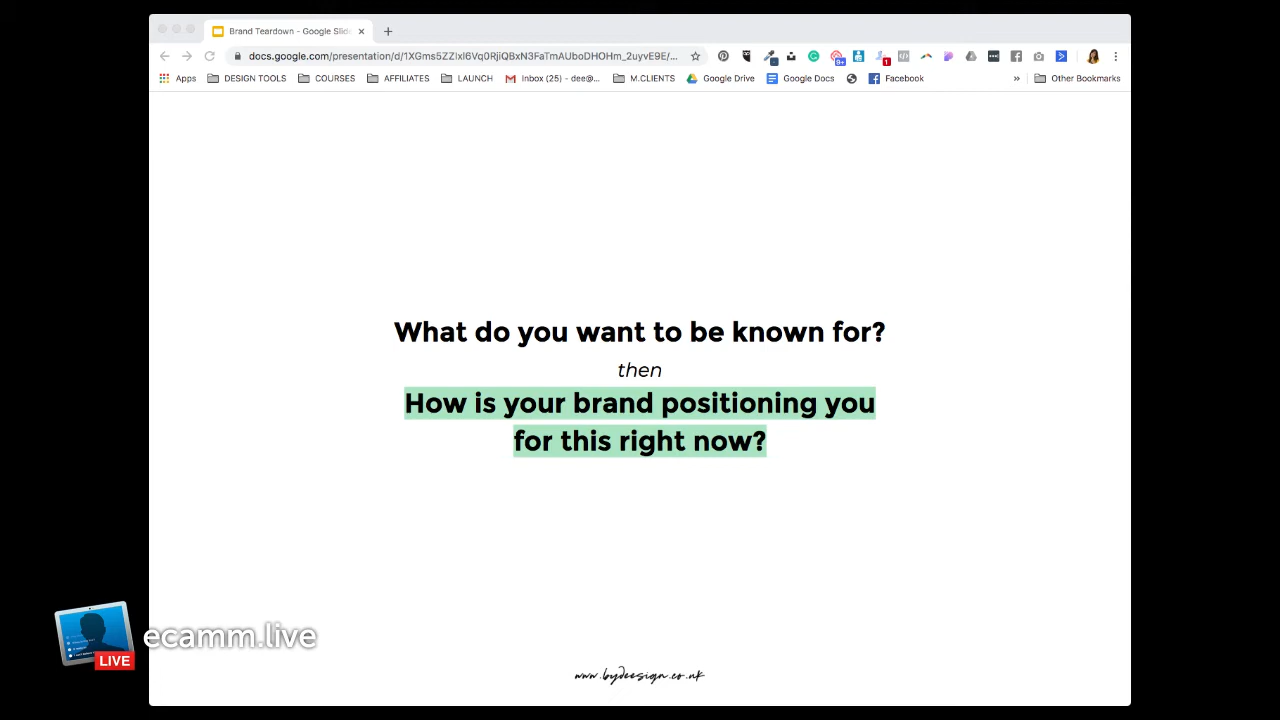 Brand Teardown - Google Slide
docs.google.com/presentation/d/
Apps DESIGN TOOLS COURSES AFFILIATES LAUNCH Inbox (25) - dee@... M.CLIENTS Google Drive Google Docs Facebook » Other Bookmarks
What do you want to be known for?
then
How is your brand positioning you
for this right now?
ecamm.live
LIVE
www.bydeesign.co.uk